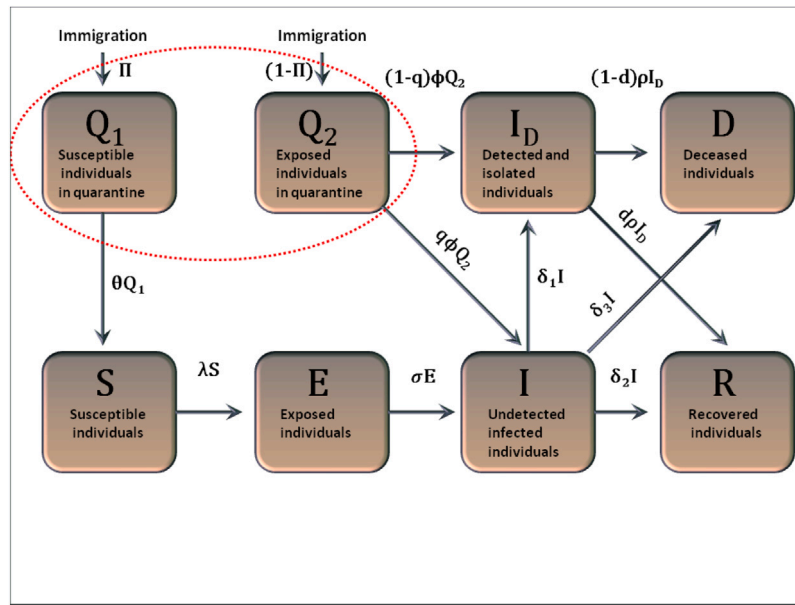 Immigration
Immigration
Π
(1-Π)
(1-q)ϕQ₂
(1-d)ρI_D
Q₁
Susceptible
individuals
in quarantine
Q₂
Exposed
individuals
in quarantine
I_D
Detected and
isolated
individuals
D
Deceased
individuals
θQ₁
qϕQ₂
δ₁I
dρI_D
δ₃I
S
Susceptible
individuals
λS
E
Exposed
individuals
σE
I
Undetected
infected
individuals
δ₂I
R
Recovered
individuals